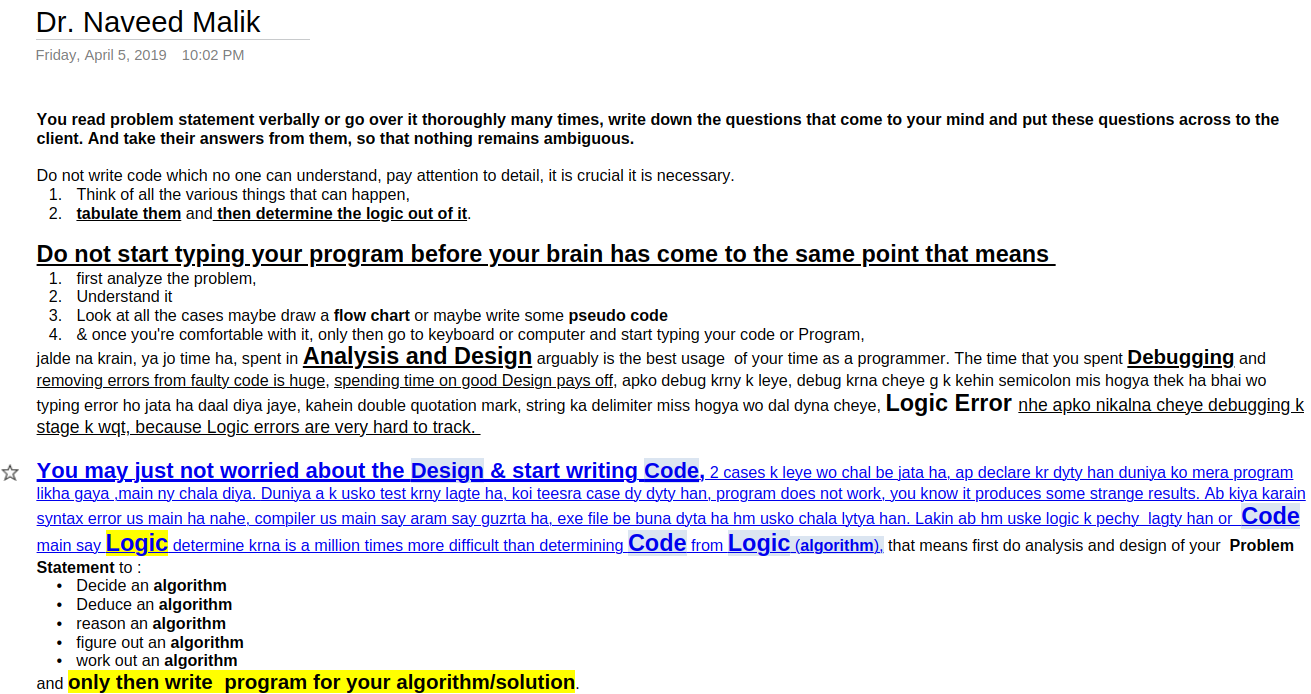 Dr. Naveed Malik
Friday, April 5, 2019 10:02 PM
You read problem statement verbally or go over it thoroughly many times, write down the questions that come to your mind and put these questions across to the
client. And take their answers from them, so that nothing remains ambiguous.
Do not write code which no one can understand, pay attention to detail, it is crucial it is necessary.
1. Think of all the various things that can happen,
2. tabulate them and then determine the logic out of it.
Do not start typing your program before your brain has come to the same point that means
1. first analyze the problem,
2. Understand it
3. Look at all the cases maybe draw a flow chart or maybe write some pseudo code
4. & once you're comfortable with it, only then go to keyboard or computer and start typing your code or Program,
jalde na krain, ya jo time ha, spent in Analysis and Design arguably is the best usage of your time as a programmer. The time that you spent Debugging and
removing errors from faulty code is huge, spending time on good Design pays off, apko debug krny k leye, debug krna cheye g k kehin semicolon mis hogya thek ha bhai wo
typing error ho jata ha daal diya jaye, kahein double quotation mark, string ka delimiter miss hogya wo dal dyna cheye, Logic Error nhe apko nikalna cheye debugging k
stage k wqt, because Logic errors are very hard to track.
You may just not worried about the Design & start writing Code, 2 cases k leye wo chal be jata ha, ap declare kr dyty han duniya ko mera program
likha gaya ,main ny chala diya. Duniya a k usko test krny lagte ha, koi teesra case dy dyty han, program does not work, you know it produces some strange results. Ab kiya karain
syntax error us main ha nahe, compiler us main say aram say guzrta ha, exe file be buna dyta ha hm usko chala lytya han. Lakin ab hm uske logic k pechy lagty han or Code
main say Logic determine krna is a million times more difficult than determining Code from Logic (algorithm), that means first do analysis and design of your Problem
Statement to :
• Decide an algorithm
• Deduce an algorithm
• reason an algorithm
• figure out an algorithm
• work out an algorithm
and only then write program for your algorithm/solution.